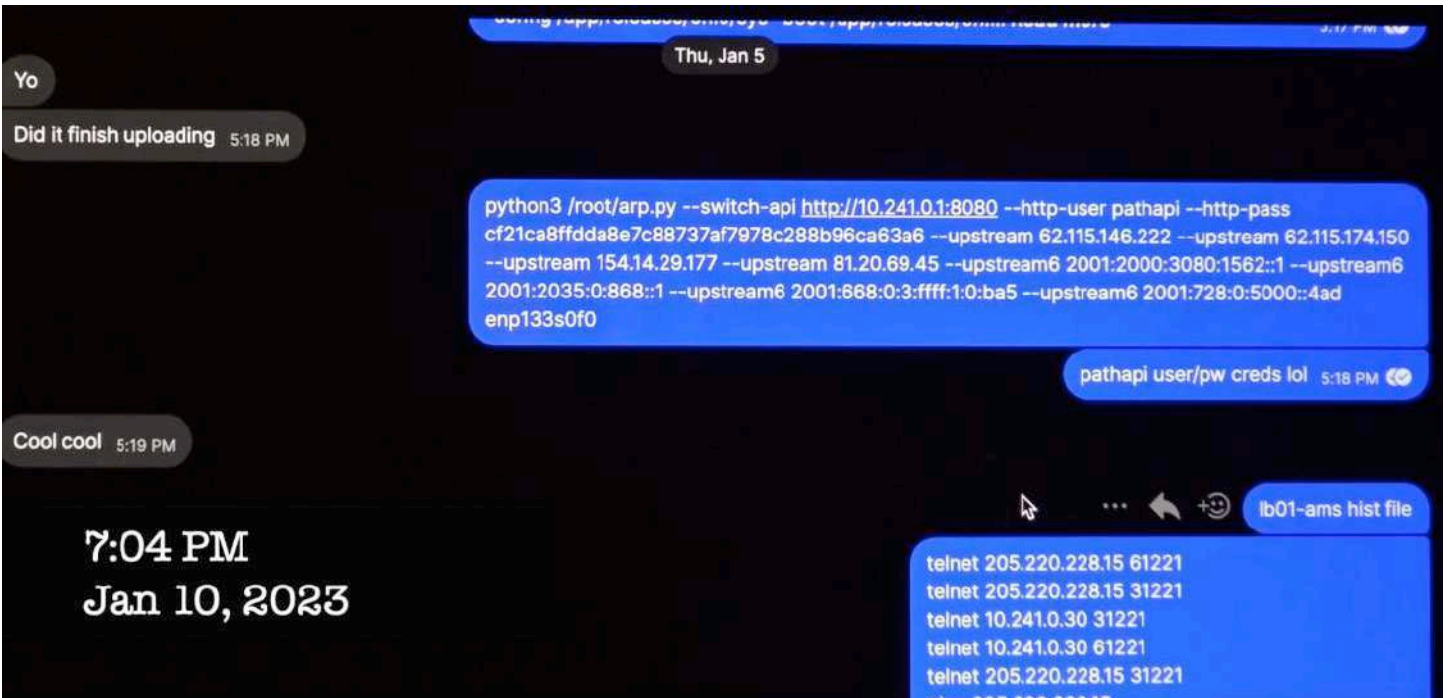 Thu, Jan 5
Yo
Did it finish uploading 5:18 PM
python3 /root/arp.py --switch-api http://10.241.0.1:8080 --http-user pathapi --http-pass
cf21ca8ffdda8e7c88737af7978c288b96ca63a6 --upstream 62.115.146.222 --upstream 62.115.174.150
--upstream 154.14.29.177 --upstream 81.20.69.45 --upstream6 2001:2000:3080:1562::1 --upstream6
2001:2035:0:868::1 --upstream6 2001:668:0:3:ffff:1:0:ba5 --upstream6 2001:728:0:5000::4ad
enp133s0f0
pathapi user/pw creds lol 5:18 PM
Cool cool 5:19 PM
lb01-ams hist file
7:04 PM
Jan 10, 2023
telnet 205.220.228.15 61221
telnet 205.220.228.15 31221
telnet 10.241.0.30 31221
telnet 10.241.0.30 61221
telnet 205.220.228.15 31221